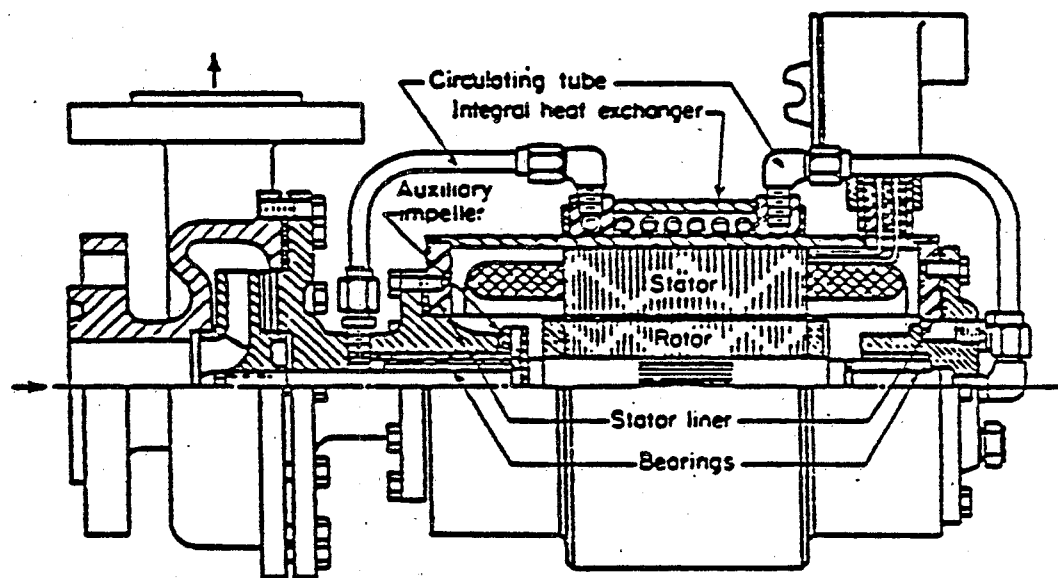 Circulating tube
Integral heat exchanger
Auxiliary
impeller
Stator
Rotor
Stator liner
Bearings